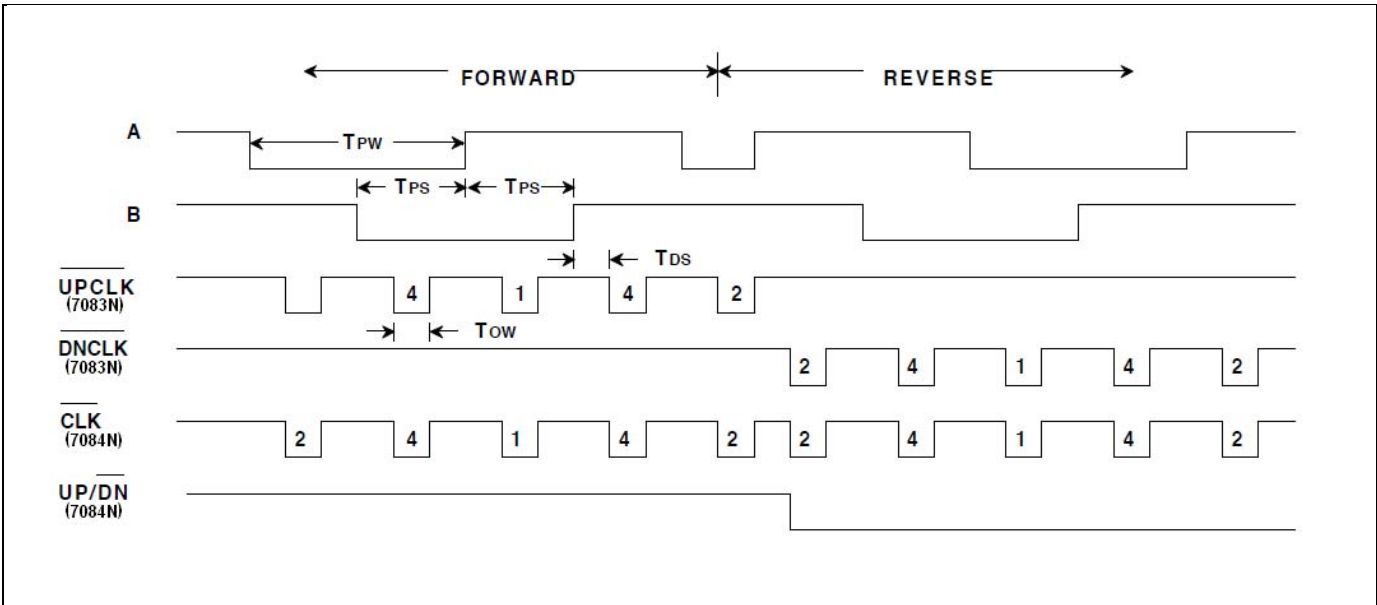 FORWARD REVERSE
A
TPW
TPS TPS
B
TDS
UPCLK
(7083N)
4 1 4 2
TOW
DNCLK
(7083N)
2 4 1 4 2
CLK
(7084N)
2 4 1 4 2 2 4 1 4 2
UP/DN
(7084N)